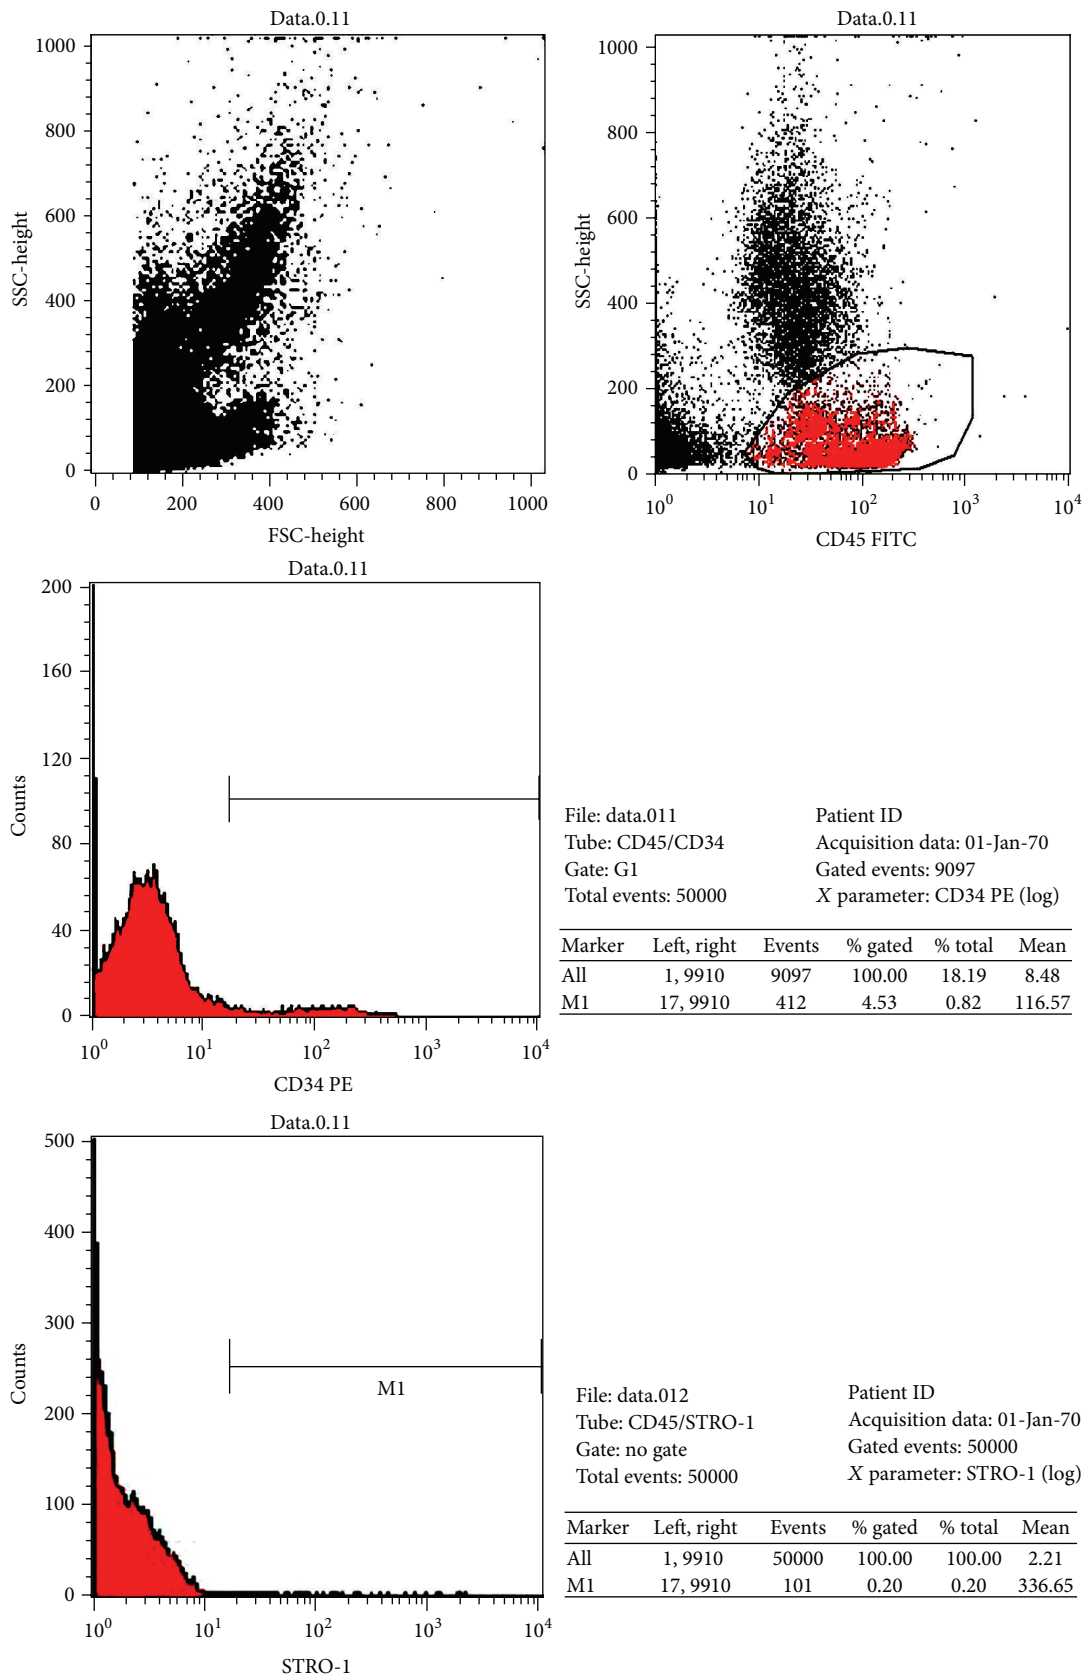 Data.0.11
1000
800
600
400
200
0
SSC-height
0 200 400 600 800 1000
FSC-height
Data.0.11
1000
800
600
400
200
0
SSC-height
10^0 10^1 10^2 10^3 10^4
CD45 FITC
Data.0.11
200
160
120
80
40
0
Counts
10^0 10^1 10^2 10^3 10^4
CD34 PE
File: data.011 Patient ID
Tube: CD45/CD34 Acquisition data: 01-Jan-70
Gate: G1 Gated events: 9097
Total events: 50000 X parameter: CD34 PE (log)
Marker Left, right Events % gated % total Mean
All 1, 9910 9097 100.00 18.19 8.48
M1 17, 9910 412 4.53 0.82 116.57
Data.0.11
500
400
300
200
100
0
Counts
M1
10^0 10^1 10^2 10^3 10^4
STRO-1
File: data.012 Patient ID
Tube: CD45/STRO-1 Acquisition data: 01-Jan-70
Gate: no gate Gated events: 50000
Total events: 50000 X parameter: STRO-1 (log)
Marker Left, right Events % gated % total Mean
All 1, 9910 50000 100.00 100.00 2.21
M1 17, 9910 101 0.20 0.20 336.65